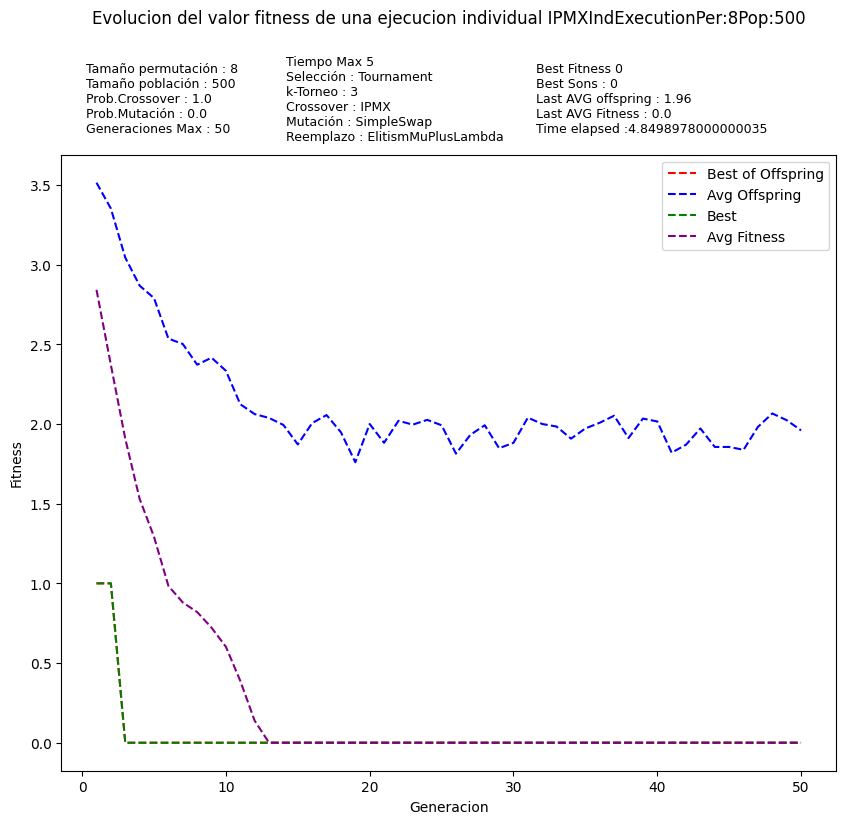 Evolucion del valor fitness de una ejecucion individual IPMXIndExecutionPer:8Pop:500
Tamaño permutación : 8
Tamaño población : 500
Prob.Crossover : 1.0
Prob.Mutación : 0.0
Generaciones Max : 50
Tiempo Max 5
Selección : Tournament
k-Torneo : 3
Crossover : IPMX
Mutación : SimpleSwap
Reemplazo : ElitismMuPlusLambda
Best Fitness 0
Best Sons : 0
Last AVG offspring : 1.96
Last AVG Fitness : 0.0
Time elapsed :4.8498978000000035
Best of Offspring
Avg Offspring
Best
Avg Fitness
Fitness
3.5
3.0
2.5
2.0
1.5
1.0
0.5
0.0
0
10
20
30
40
50
Generacion